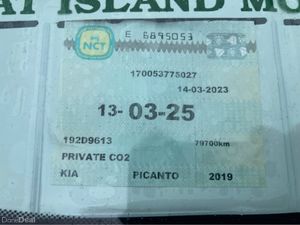 AT ISLAND MO
NCT
E 6895053
170053775027
14-03-2023
13-03-25
192D9613 79700km
PRIVATE CO2
KIA PICANTO 2019
DoneDeal